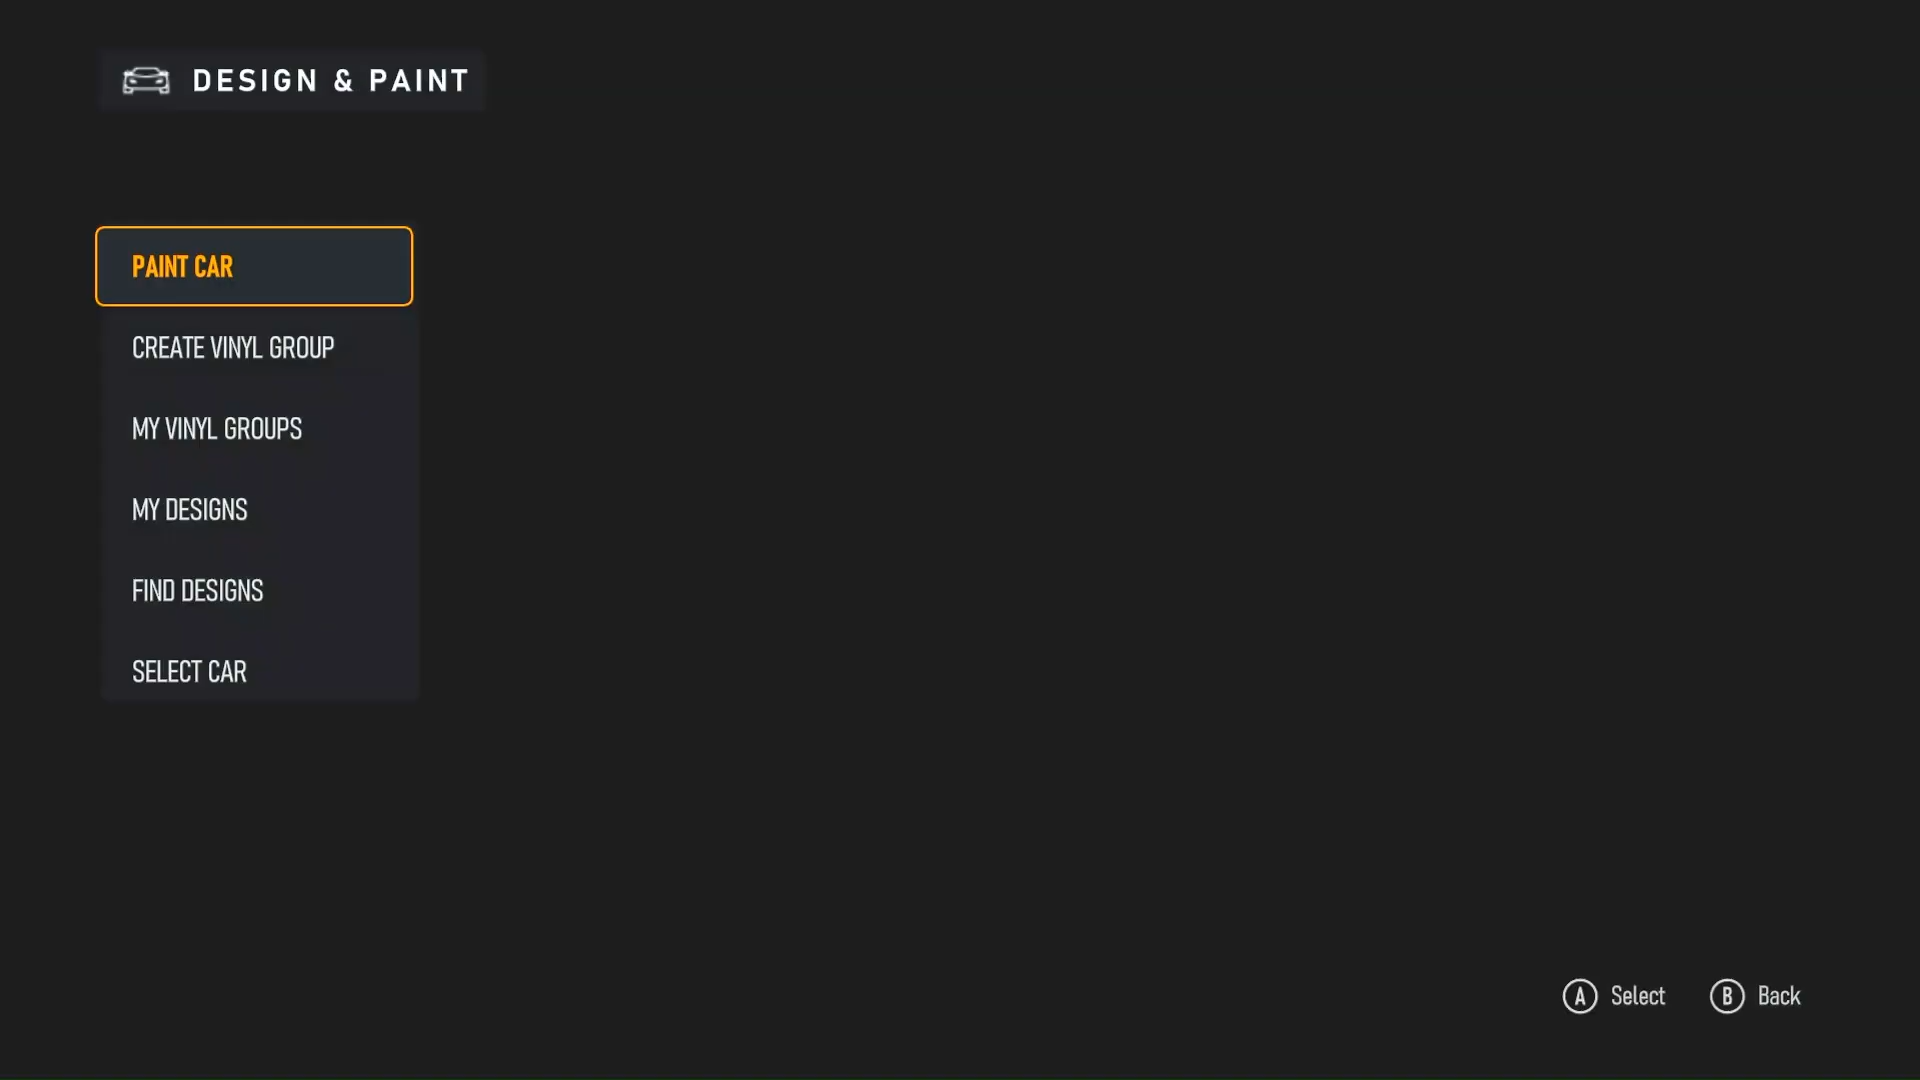 DESIGN & PAINT
PAINT CAR
CREATE VINYL GROUP
MY VINYL GROUPS
MY DESIGNS
FIND DESIGNS
SELECT CAR
A Select B Back